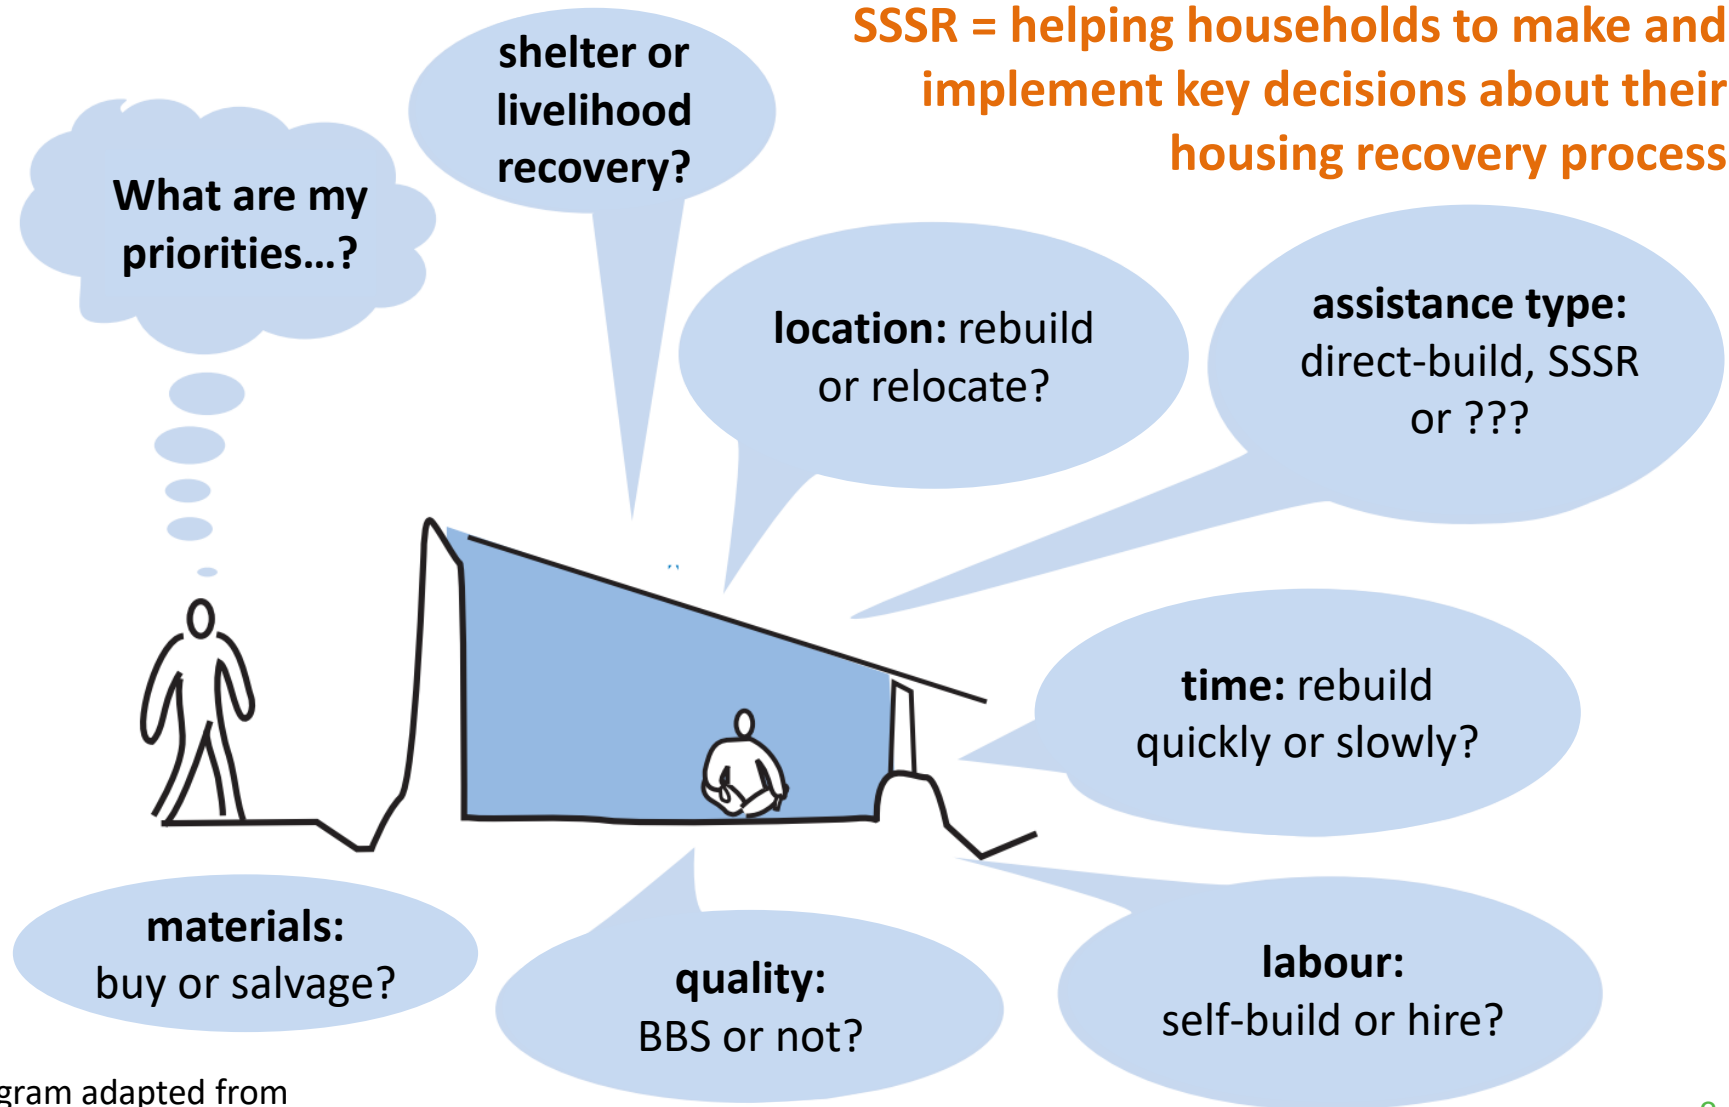 SSSR = helping households to make and
implement key decisions about their
housing recovery process
shelter or
livelihood
recovery?
What are my
priorities...?
location: rebuild
or relocate?
assistance type:
direct-build, SSSR
or ???
time: rebuild
quickly or slowly?
materials:
buy or salvage?
quality:
BBS or not?
labour:
self-build or hire?
gram adapted from